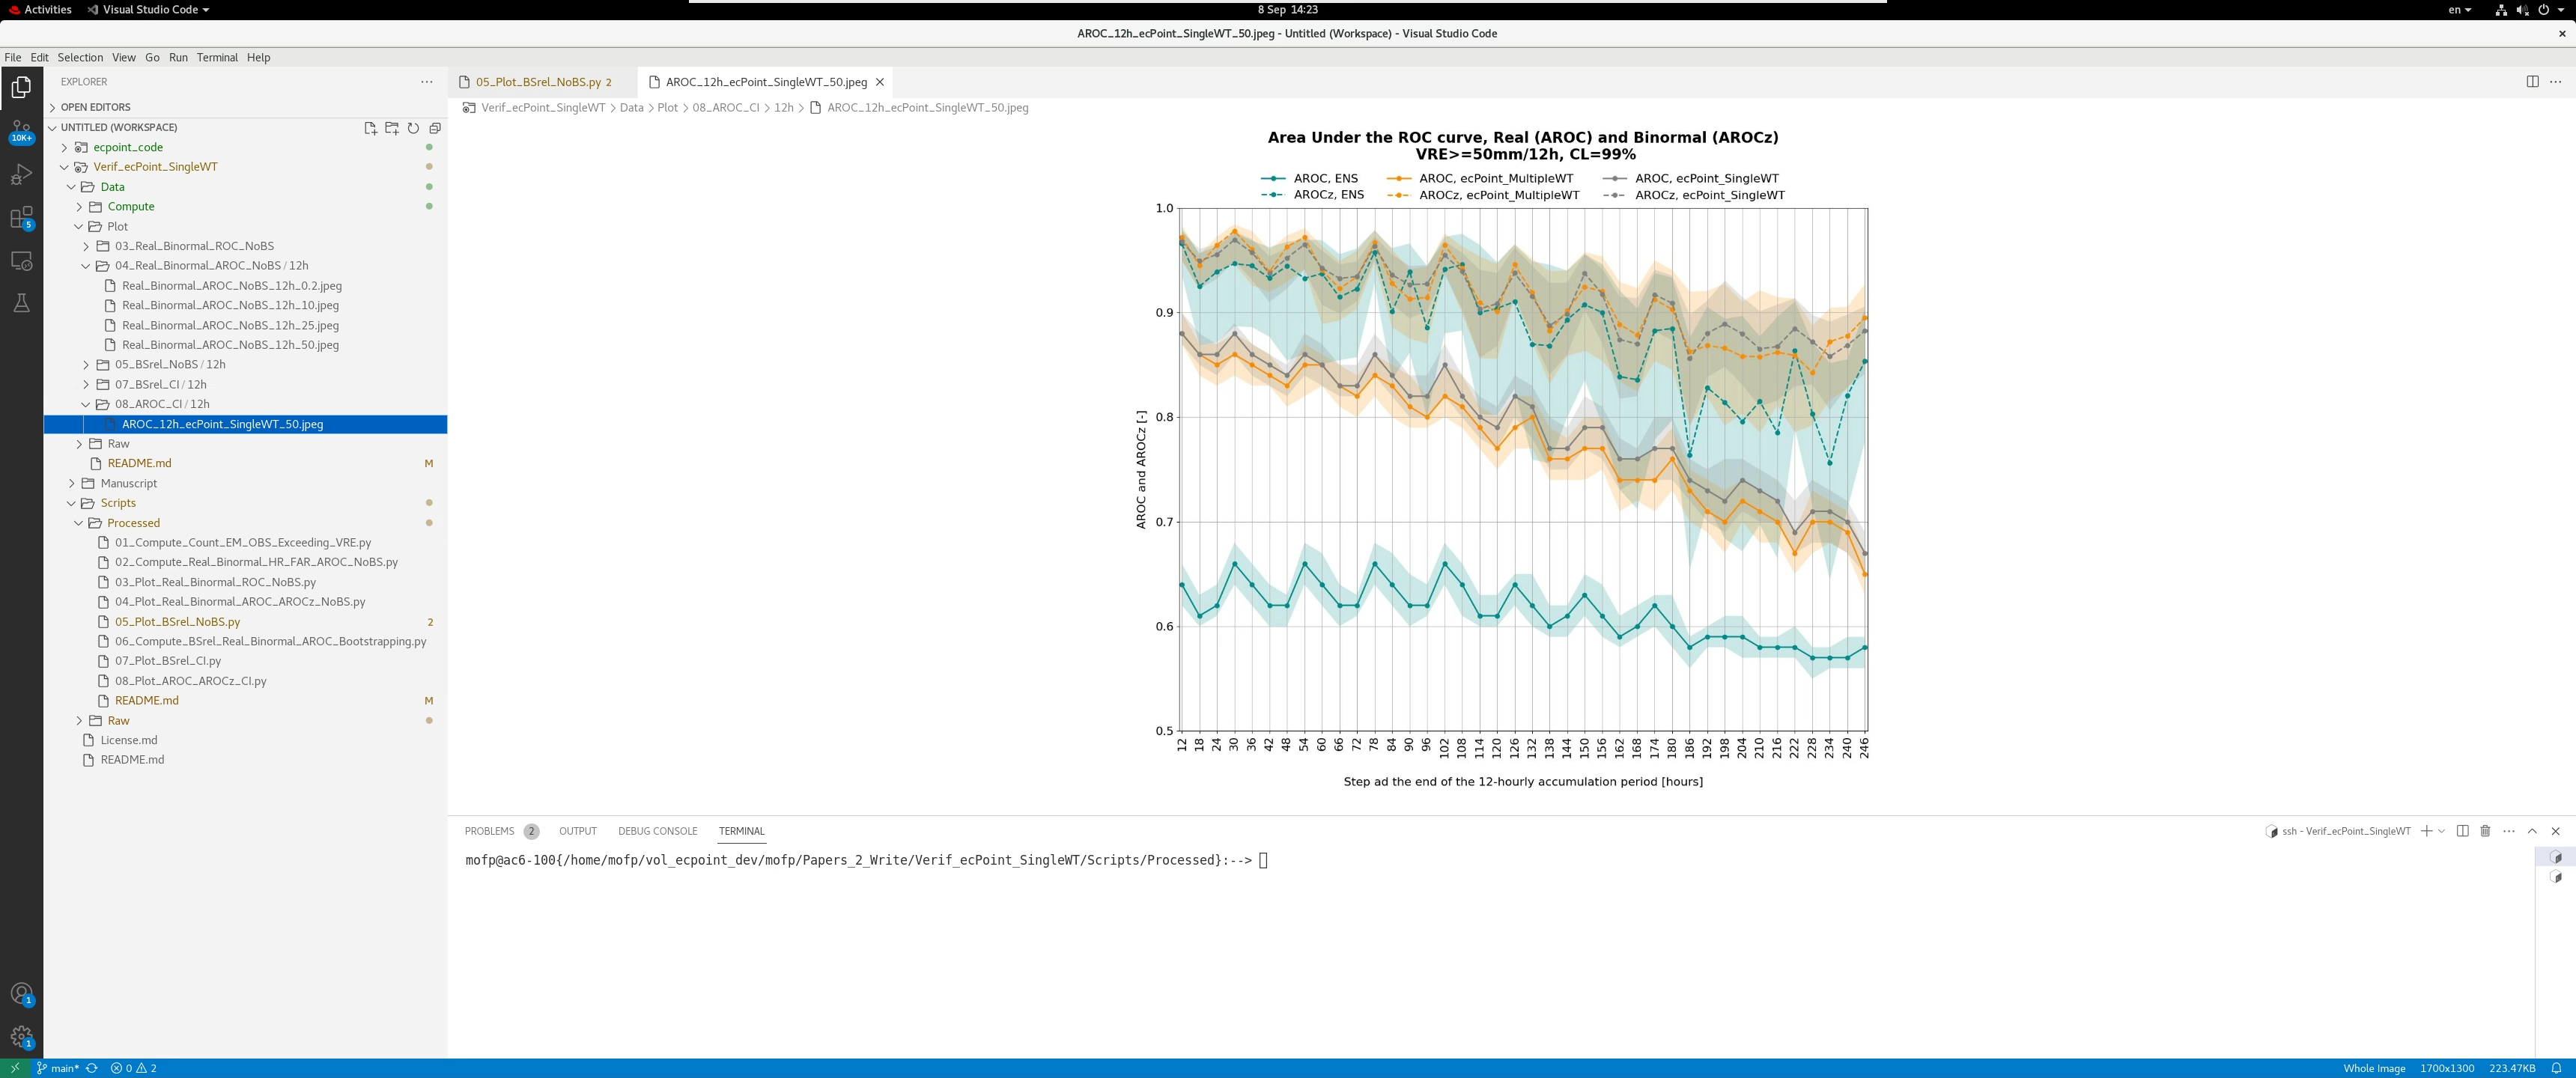 Activities Visual Studio Code 8 Sep 14:23 en
AROC_12h_ecPoint_SingleWT_50.jpeg - Untitled (Workspace) - Visual Studio Code
File Edit Selection View Go Run Terminal Help
EXPLORER
OPEN EDITORS
UNTITLED (WORKSPACE)
10K+
5
ecpoint_code
Verif_ecPoint_SingleWT
Data
Compute
Plot
03_Real_Binormal_ROC_NoBS
04_Real_Binormal_AROC_NoBS / 12h
Real_Binormal_AROC_NoBS_12h_0.2.jpeg
Real_Binormal_AROC_NoBS_12h_10.jpeg
Real_Binormal_AROC_NoBS_12h_25.jpeg
Real_Binormal_AROC_NoBS_12h_50.jpeg
05_BSrel_NoBS / 12h
07_BSrel_CI / 12h
08_AROC_CI / 12h
AROC_12h_ecPoint_SingleWT_50.jpeg
Raw
README.md M
Manuscript
Scripts
Processed
01_Compute_Count_EM_OBS_Exceeding_VRE.py
02_Compute_Real_Binormal_HR_FAR_AROC_NoBS.py
03_Plot_Real_Binormal_ROC_NoBS.py
04_Plot_Real_Binormal_AROC_AROCz_NoBS.py
05_Plot_BSrel_NoBS.py 2
06_Compute_BSrel_Real_Binormal_AROC_Bootstrapping.py
07_Plot_BSrel_CI.py
08_Plot_AROC_AROCz_CI.py
README.md M
Raw
License.md
README.md
1
1
05_Plot_BSrel_NoBS.py 2 AROC_12h_ecPoint_SingleWT_50.jpeg
Verif_ecPoint_SingleWT > Data > Plot > 08_AROC_CI > 12h > AROC_12h_ecPoint_SingleWT_50.jpeg
Area Under the ROC curve, Real (AROC) and Binormal (AROCz)
VRE>=50mm/12h, CL=99%
AROC, ENS AROC, ecPoint_MultipleWT AROC, ecPoint_SingleWT
AROCz, ENS AROCz, ecPoint_MultipleWT AROCz, ecPoint_SingleWT
1.0
0.9
0.8
0.7
0.6
0.5
AROC and AROCz [-]
12 18 24 30 36 42 48 54 60 66 72 78 84 90 96 102 108 114 120 126 132 138 144 150 156 162 168 174 180 186 192 198 204 210 216 222 228 234 240 246
Step ad the end of the 12-hourly accumulation period [hours]
PROBLEMS 2 OUTPUT DEBUG CONSOLE TERMINAL ssh - Verif_ecPoint_SingleWT
mofp@ac6-100{/home/mofp/vol_ecpoint_dev/mofp/Papers_2_Write/Verif_ecPoint_SingleWT/Scripts/Processed}:-->
main* 0 2 Whole Image 1700x1300 223.47KB